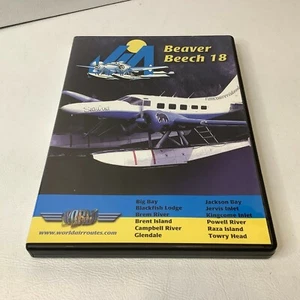 Beaver
Beech 18
Big Bay
Blackfish Lodge
Brem River
Brent Island
Campbell River
Glendale
Jackson Bay
Jervis Inlet
Kingcome Inlet
Powell River
Raza Island
Towry Head
www.worldairroutes.com